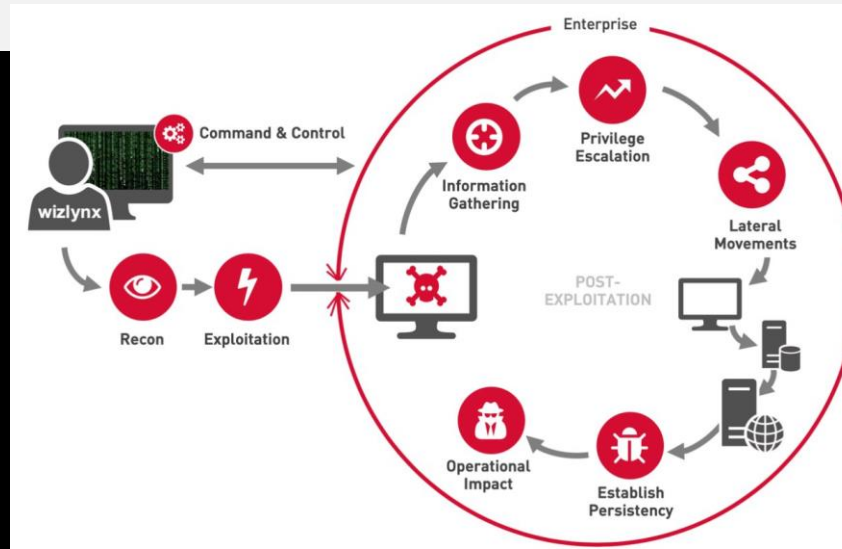 Enterprise
Command & Control
wizlynx
Recon
Exploitation
Information
Gathering
Privilege
Escalation
Lateral
Movements
POST-
EXPLOITATION
Establish
Persistency
Operational
Impact